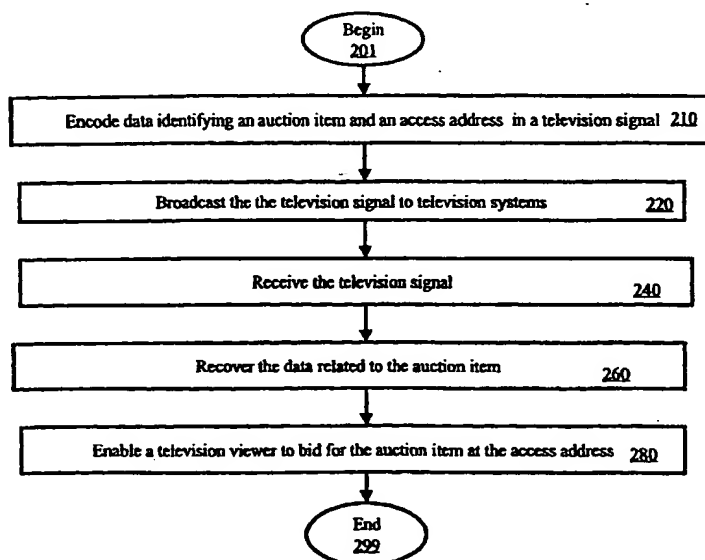 Begin
201
Encode data identifying an auction item and an access address in a television signal 210
Broadcast the the television signal to television systems 220
Receive the television signal 240
Recover the data related to the auction item 260
Enable a television viewer to bid for the auction item at the access address 280
End
299